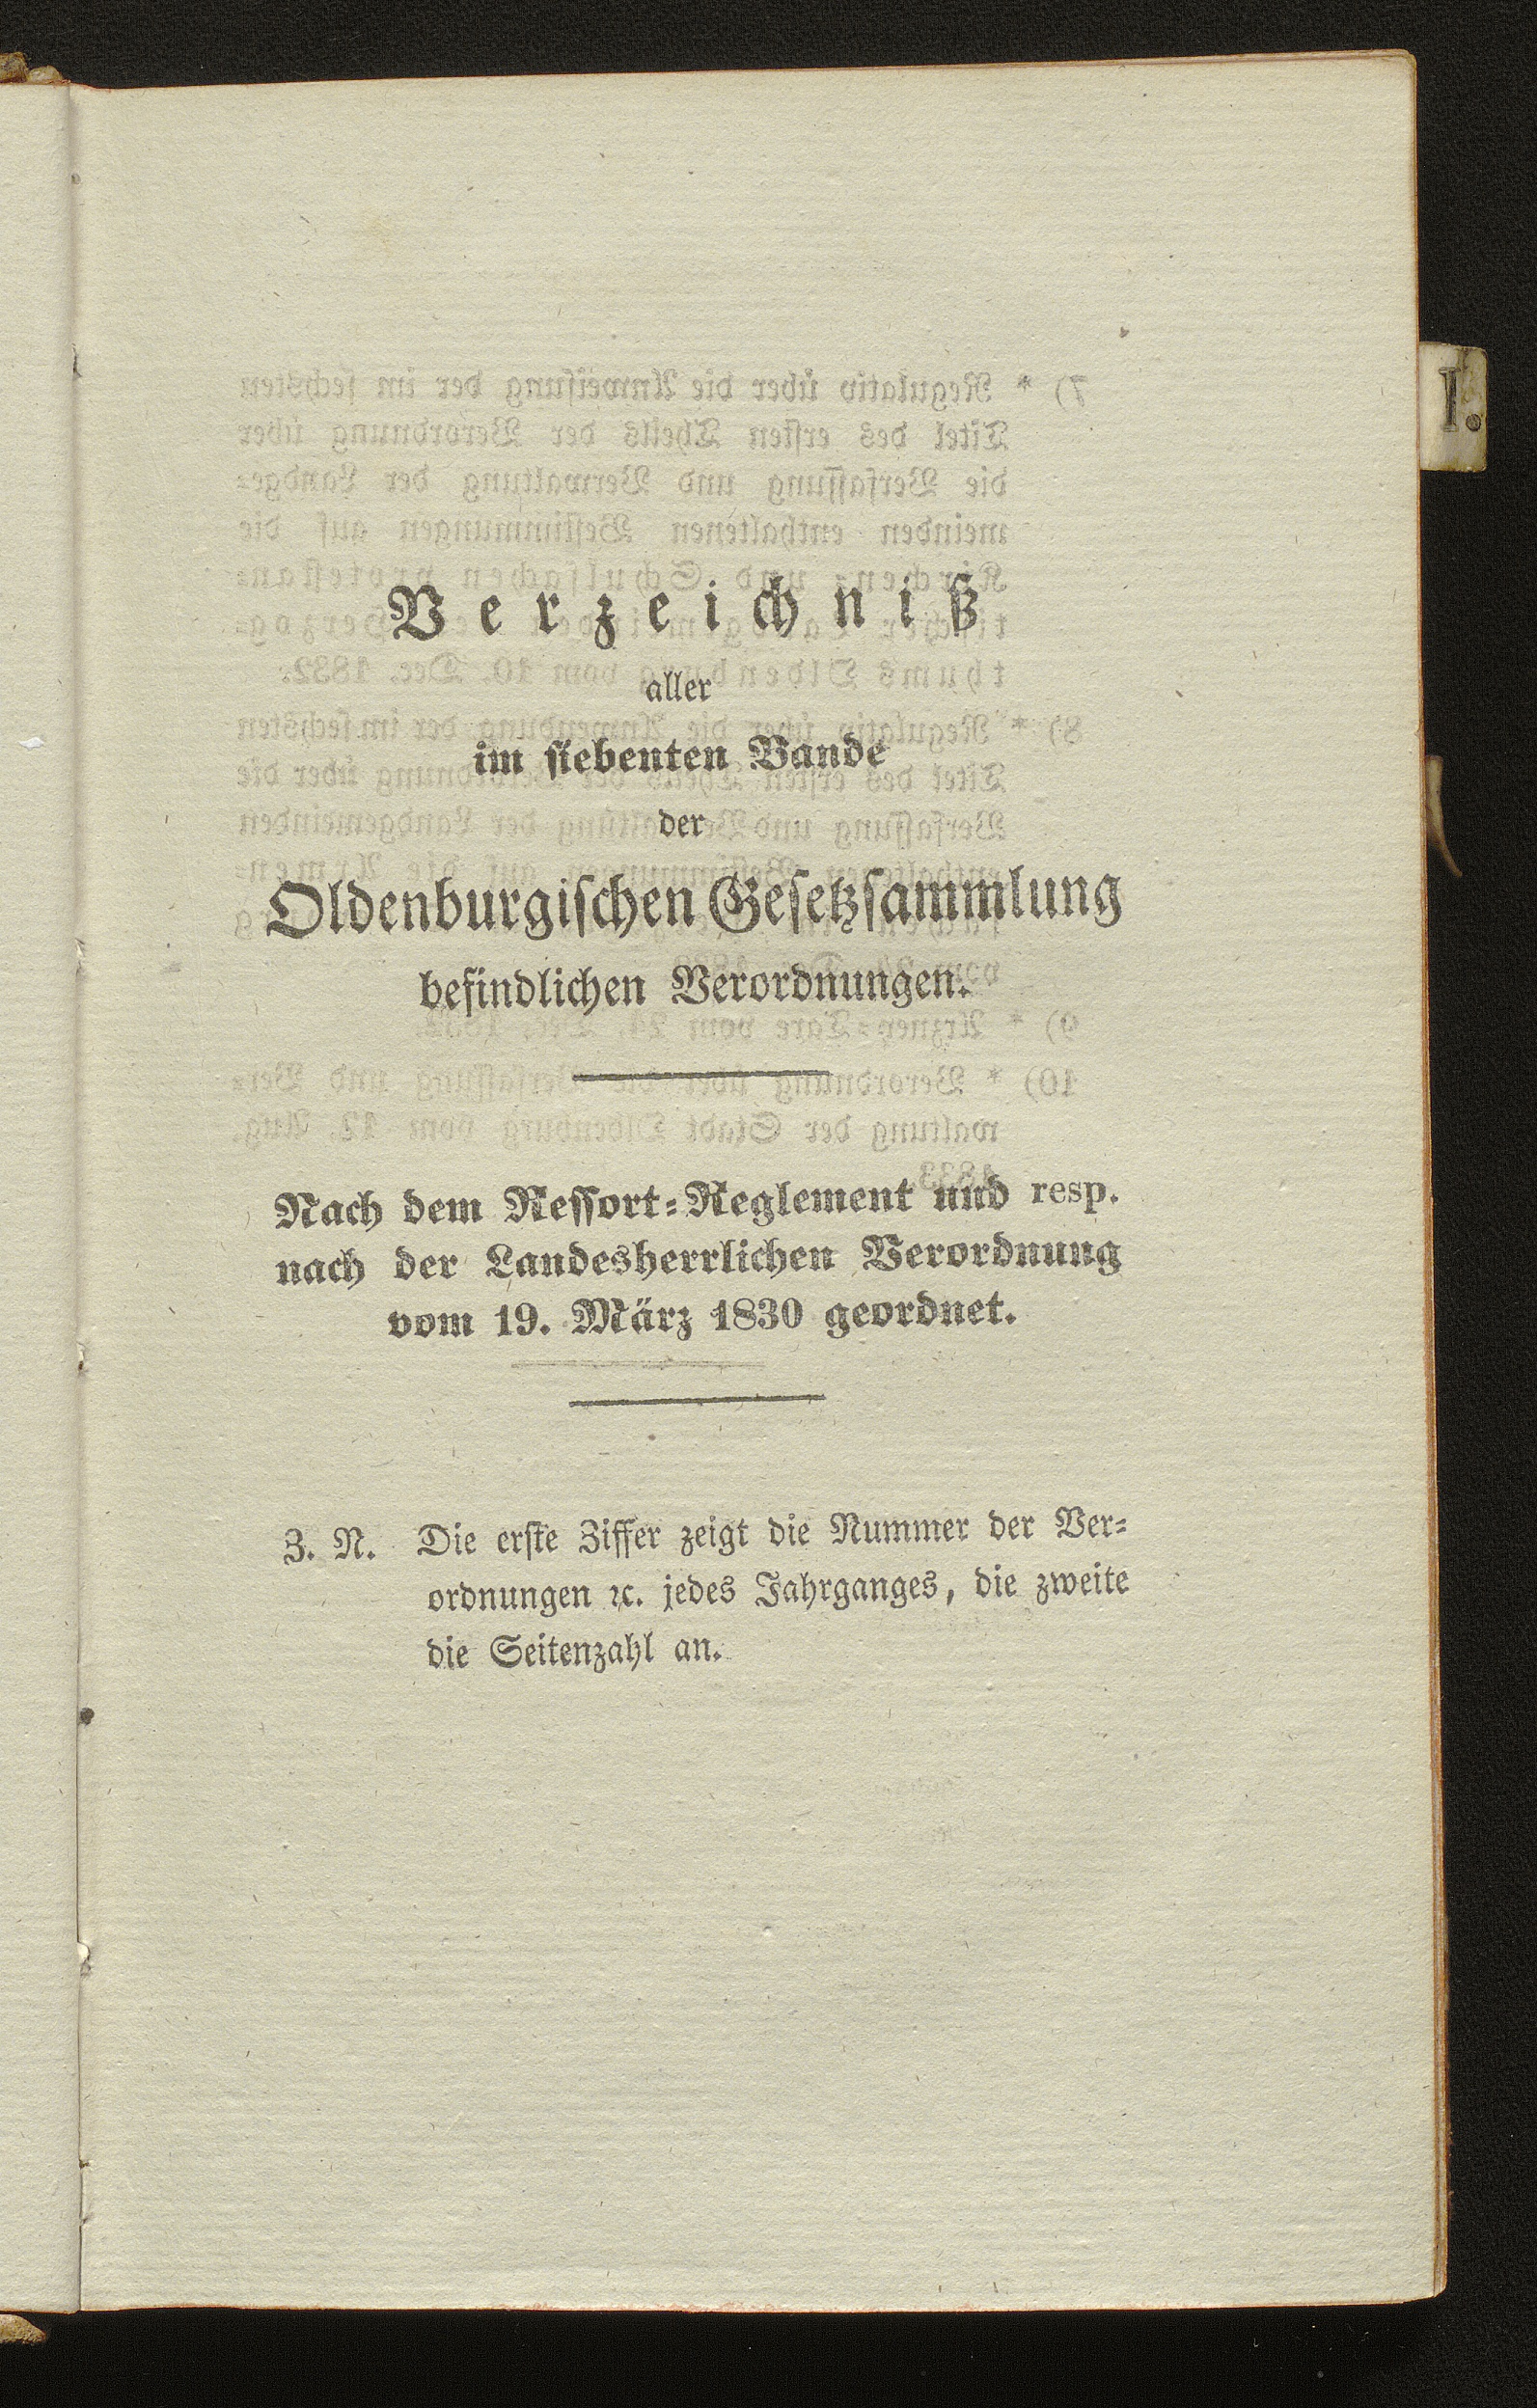 Verzeichniß
aller
im siebenten Bande
der
Oldenburgischen Gesetzsammlung
befindlichen Verordnungen.
Nach dem Ressort-Reglement und resp.
nach der Landesherrlichen Verordnung
vom 19. März 1830 geordnet.
Z. N. Die erste Ziffer zeigt die Nummer der Ver-
ordnungen ꝛc. jedes Jahrganges, die zweite
die Seitenzahl an.
I.